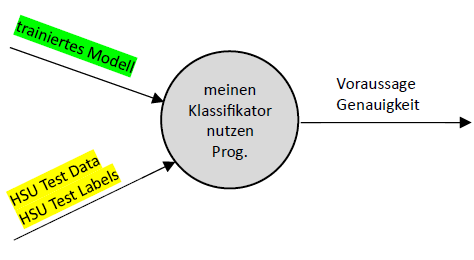 trainiertes Modell
meinen
Klassifikator
nutzen
Prog.
Voraussage
Genauigkeit
HSU Test Data
HSU Test Labels